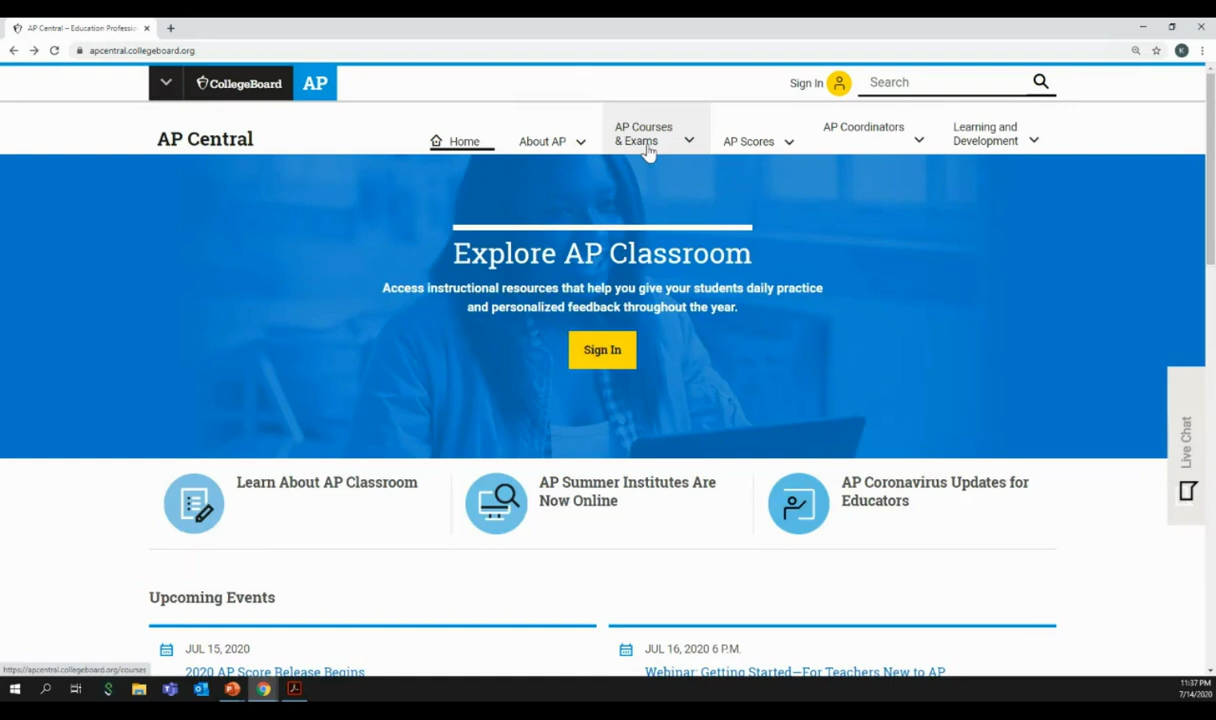 AP Central – Education Professio
apcentral.collegeboard.org
K
CollegeBoard AP
Sign In
Search
AP Central
Home
About AP
AP Courses
& Exams
AP Scores
AP Coordinators
Learning and
Development
Explore AP Classroom
Access instructional resources that help you give your students daily practice
and personalized feedback throughout the year.
Sign In
Live Chat
Learn About AP Classroom
AP Summer Institutes Are
Now Online
AP Coronavirus Updates for
Educators
Upcoming Events
JUL 15, 2020
2020 AP Score Release Begins
JUL 16, 2020 6 P.M.
Webinar: Getting Started—For Teachers New to AP
https://apcentral.collegeboard.org/courses
11:37 PM
7/14/2020